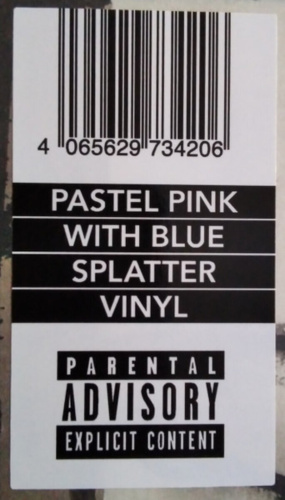 4 065629 734206
PASTEL PINK
WITH BLUE
SPLATTER
VINYL
PARENTAL
ADVISORY
EXPLICIT CONTENT